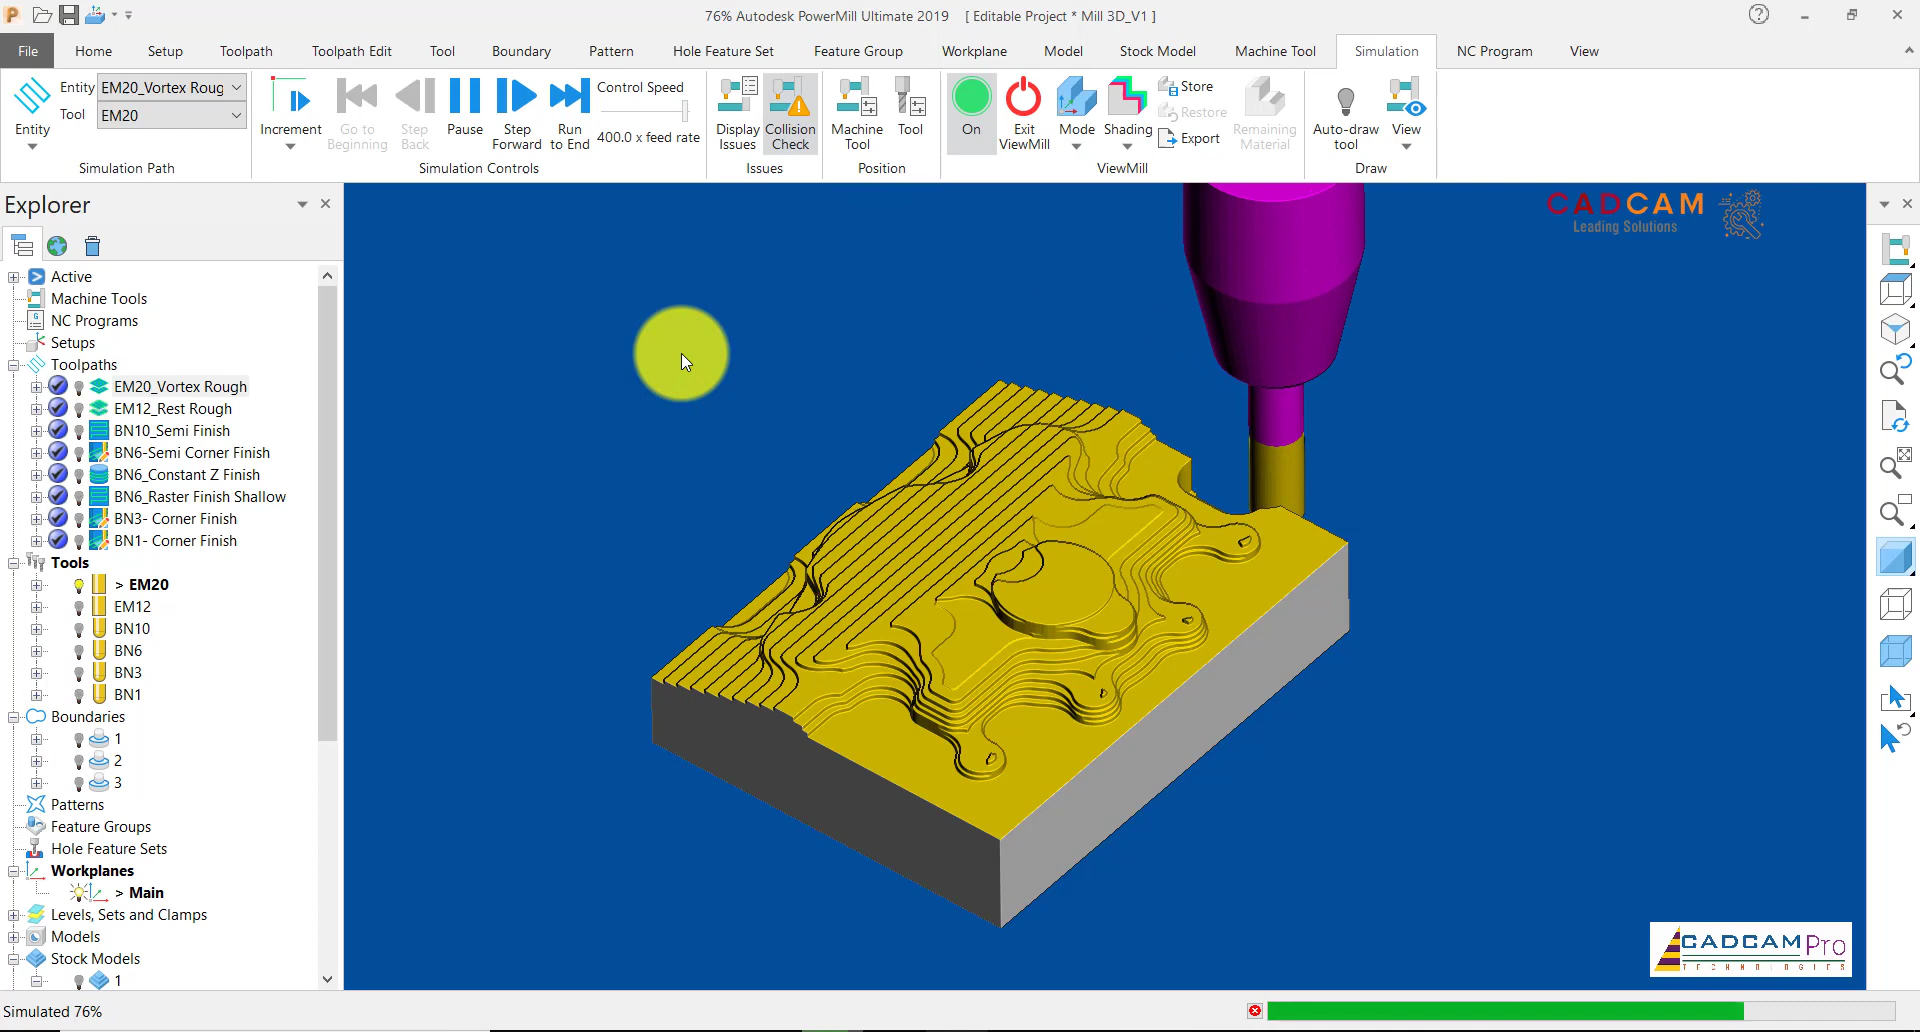 76% Autodesk PowerMill Ultimate 2019 [ Editable Project * Mill 3D_V1 ]
File Home Setup Toolpath Toolpath Edit Tool Boundary Pattern Hole Feature Set Feature Group Workplane Model Stock Model Machine Tool Simulation NC Program View
Entity EM20_Vortex Roug
Tool EM20
Entity
Simulation Path
Increment
Go to Beginning
Step Back
Pause
Step Forward
Run to End
Control Speed
400.0 x feed rate
Simulation Controls
Display Issues
Collision Check
Issues
Machine Tool
Tool
Position
On
Exit ViewMill
Mode
Shading
Store
Restore
Export
Remaining Material
ViewMill
Auto-draw tool
View
Draw
Explorer
Active
Machine Tools
NC Programs
Setups
Toolpaths
EM20_Vortex Rough
EM12_Rest Rough
BN10_Semi Finish
BN6-Semi Corner Finish
BN6_Constant Z Finish
BN6_Raster Finish Shallow
BN3- Corner Finish
BN1- Corner Finish
Tools
> EM20
EM12
BN10
BN6
BN3
BN1
Boundaries
1
2
3
Patterns
Feature Groups
Hole Feature Sets
Workplanes
> Main
Levels, Sets and Clamps
Models
Stock Models
1
CADCAM
Leading Solutions
CADCAM Pro
TECHNOLOGIES
Simulated 76%